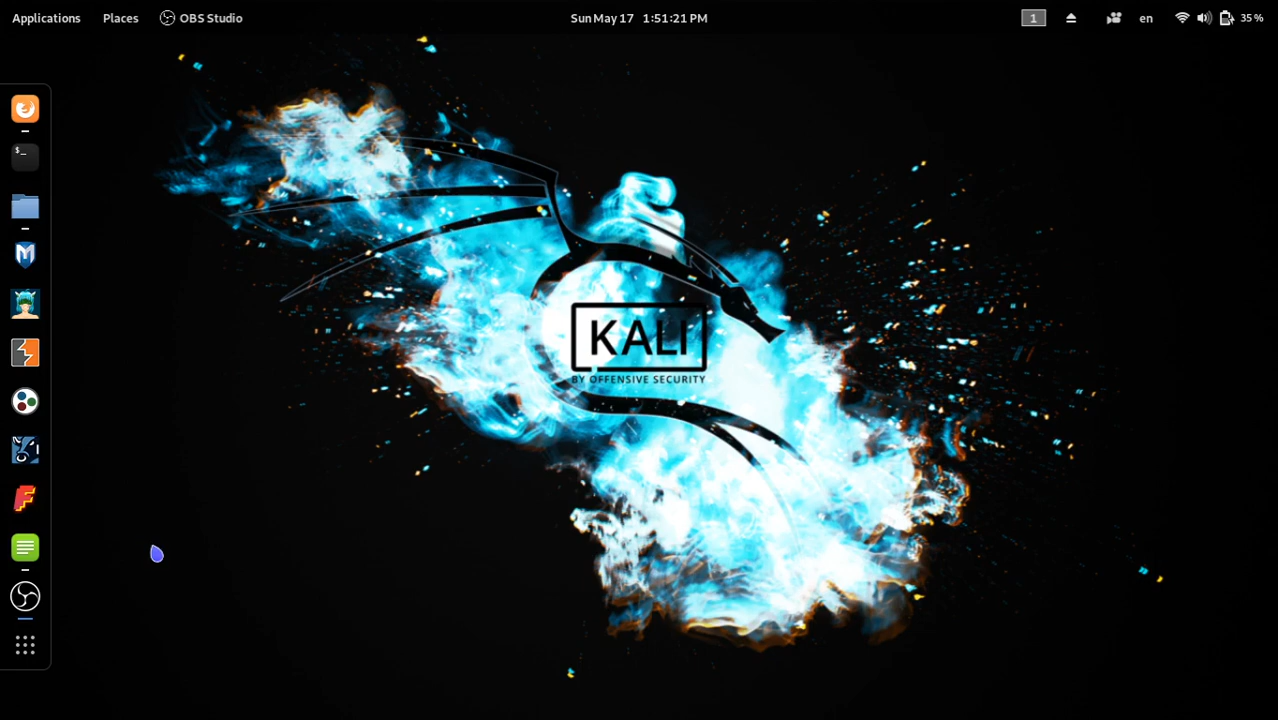 Applications Places OBS Studio Sun May 17 1:51:21 PM 1 en 35 %
$_
KALI
BY OFFENSIVE SECURITY